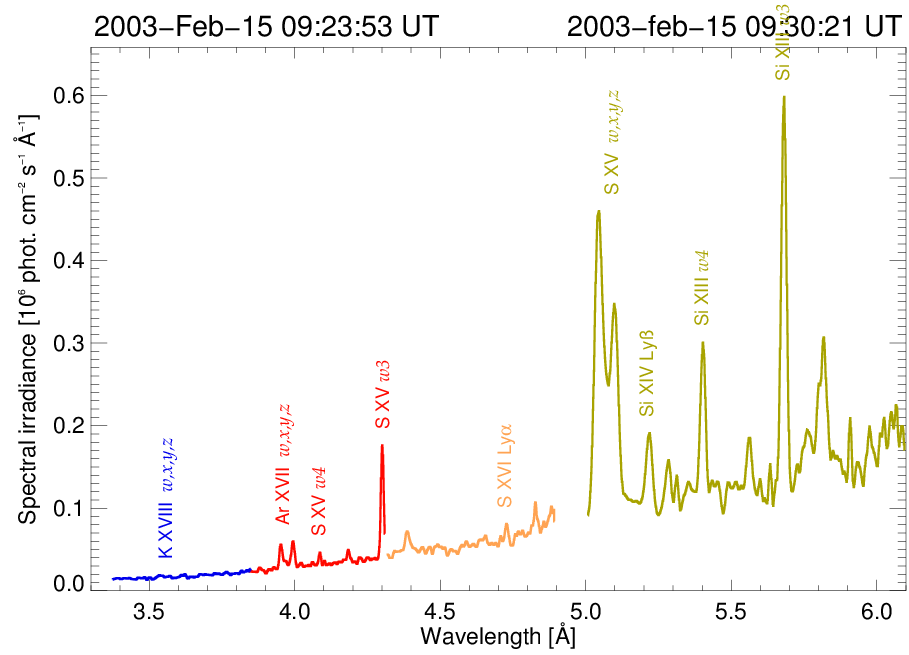 2003-Feb-15 09:23:53 UT
2003-feb-15 09:30:21 UT
Spectral irradiance [10⁶ phot. cm⁻² s⁻¹ Å⁻¹]
0.6
0.5
0.4
0.3
0.2
0.1
0.0
K XVIII w,x,y,z
Ar XVII w,x,y,z
S XV w4
S XV w3
S XVI Lyα
S XV w,x,y,z
Si XIV Lyß
Si XIII w4
Si XIII w3
3.5 4.0 4.5 5.0 5.5 6.0
Wavelength [Å]